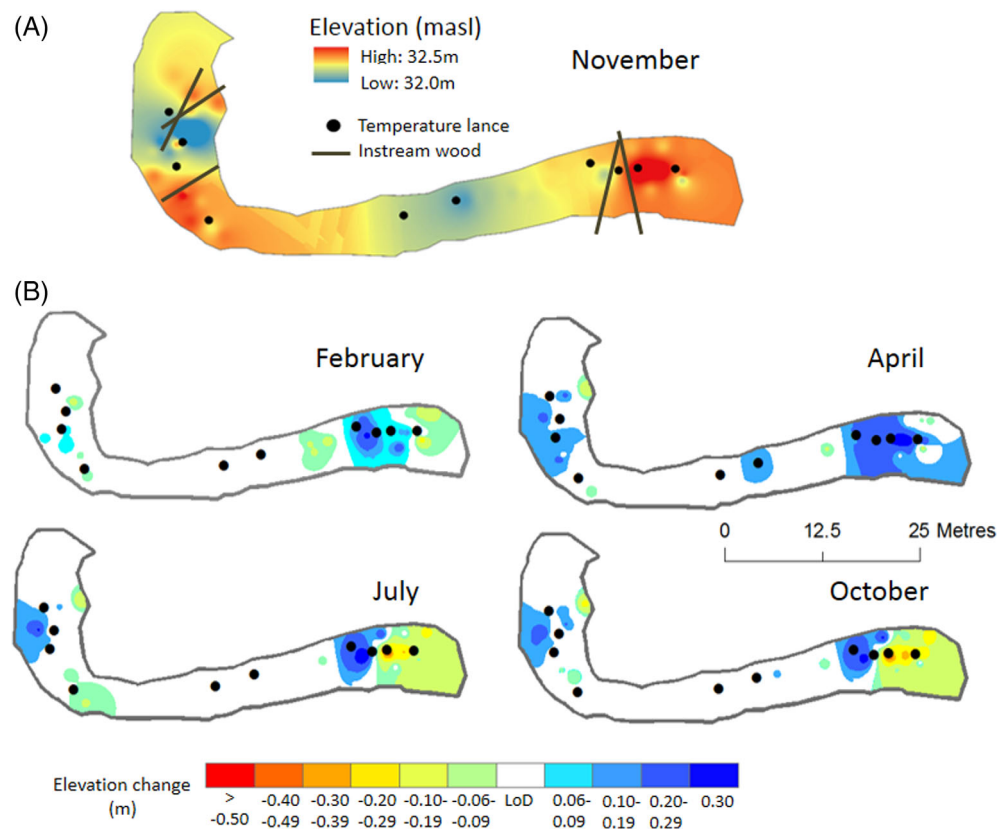 (A)
Elevation (masl)
High: 32.5m
Low: 32.0m
November
Temperature lance
Instream wood
(B)
February
April
0 12.5 25 Metres
July
October
Elevation change
(m)
> -0.40- -0.30- -0.20- -0.10- -0.06- LoD 0.06- 0.10- 0.20- 0.30
-0.50 -0.49 -0.39 -0.29 -0.19 -0.09 0.09 0.19 0.29